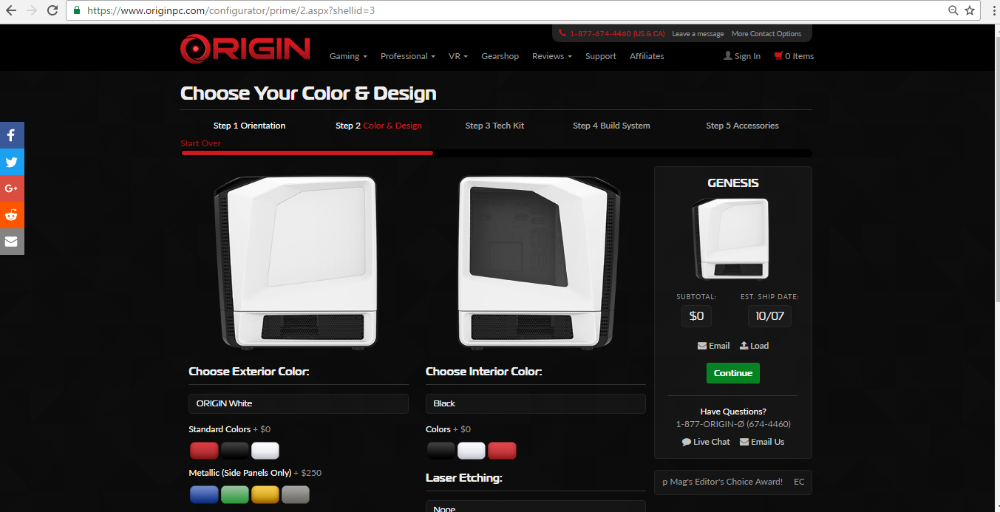 https://www.originpc.com/configurator/prime/2.aspx?shellid=3
1-877-674-4460 (US & CA) Leave a message More Contact Options
ORIGIN
Gaming Professional VR Gearshop Reviews Support Affiliates Sign In 0 Items
Choose Your Color & Design
Step 1 Orientation Step 2 Color & Design Step 3 Tech Kit Step 4 Build System Step 5 Accessories
Start Over
GENESIS
SUBTOTAL: EST. SHIP DATE:
$0 10/07
Email Load
Continue
Have Questions?
1-877-ORIGIN-Ø (674-4460)
Live Chat Email Us
p Mag's Editor's Choice Award! EC
Choose Exterior Color:
ORIGIN White
Standard Colors + $0
Metallic (Side Panels Only) + $250
Choose Interior Color:
Black
Colors + $0
Laser Etching:
None